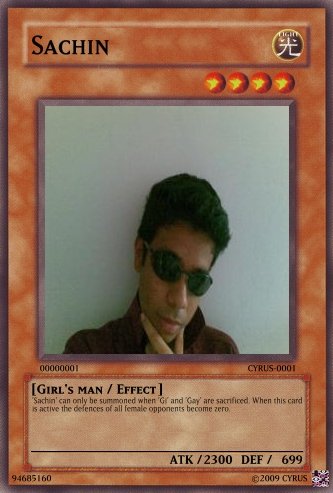 SACHIN
LIGHT
光
00000001 CYRUS-0001
[GIRL'S MAN / EFFECT]
'Sachin' can only be summoned when 'Gi' and 'Gay' are sacrificed. When this card
is active the defences of all female opponents become zero.
ATK / 2300 DEF / 699
94685160 ©2009 CYRUS